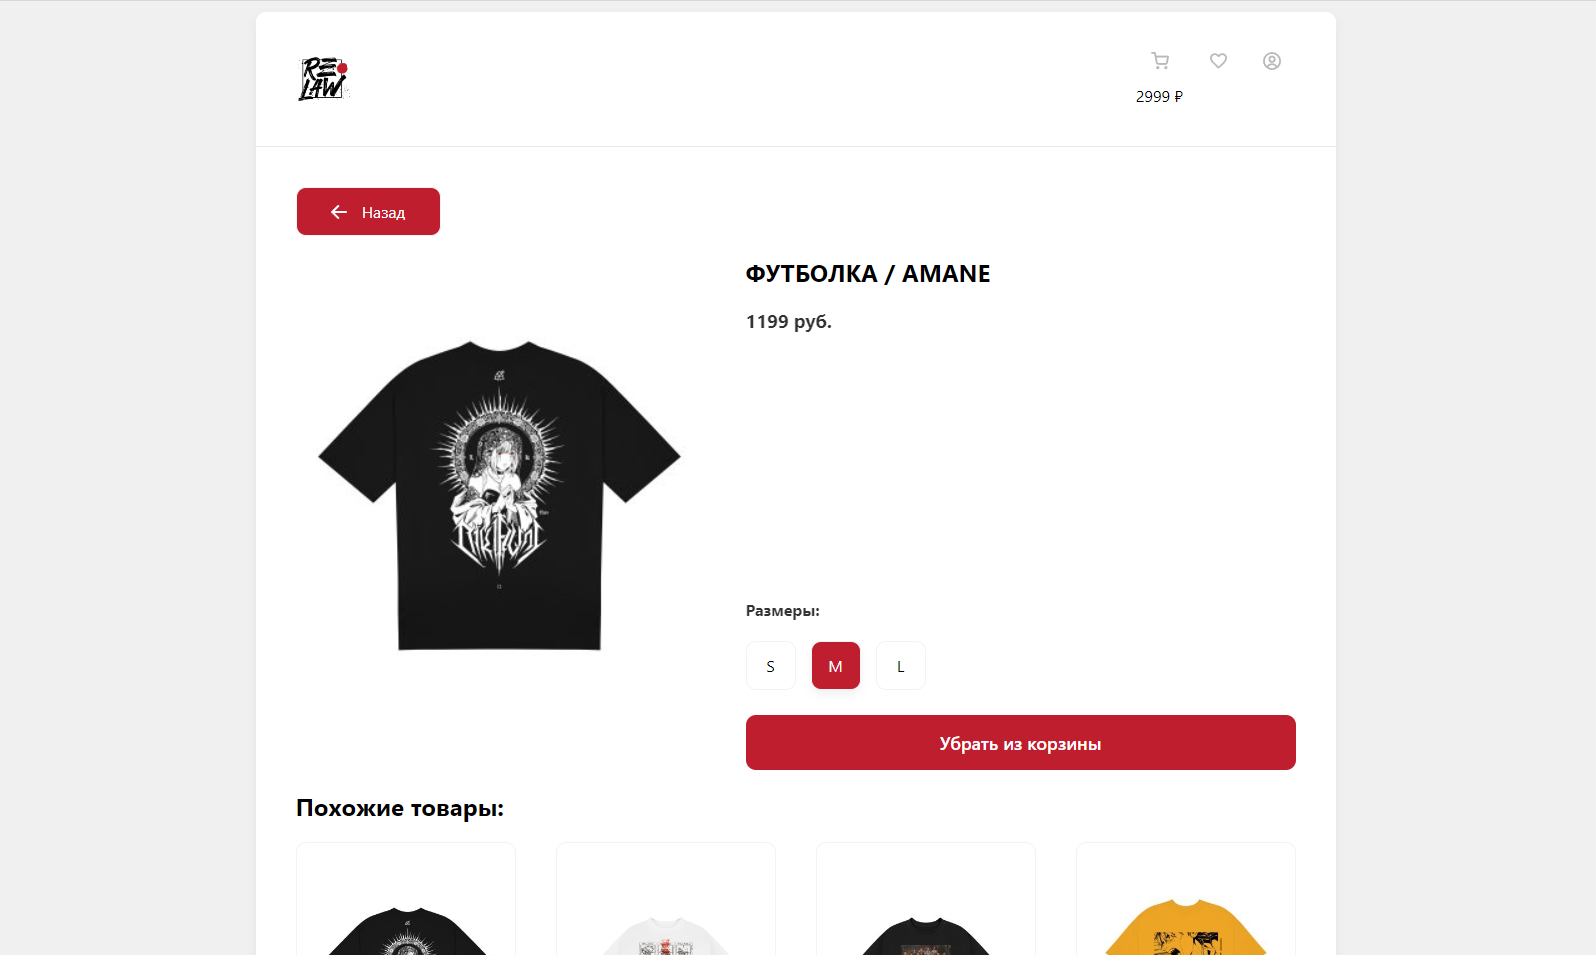 RE
LAW
2999 ₽
Назад
ФУТБОЛКА / AMANE
1199 руб.
Размеры:
S
M
L
Убрать из корзины
Похожие товары: